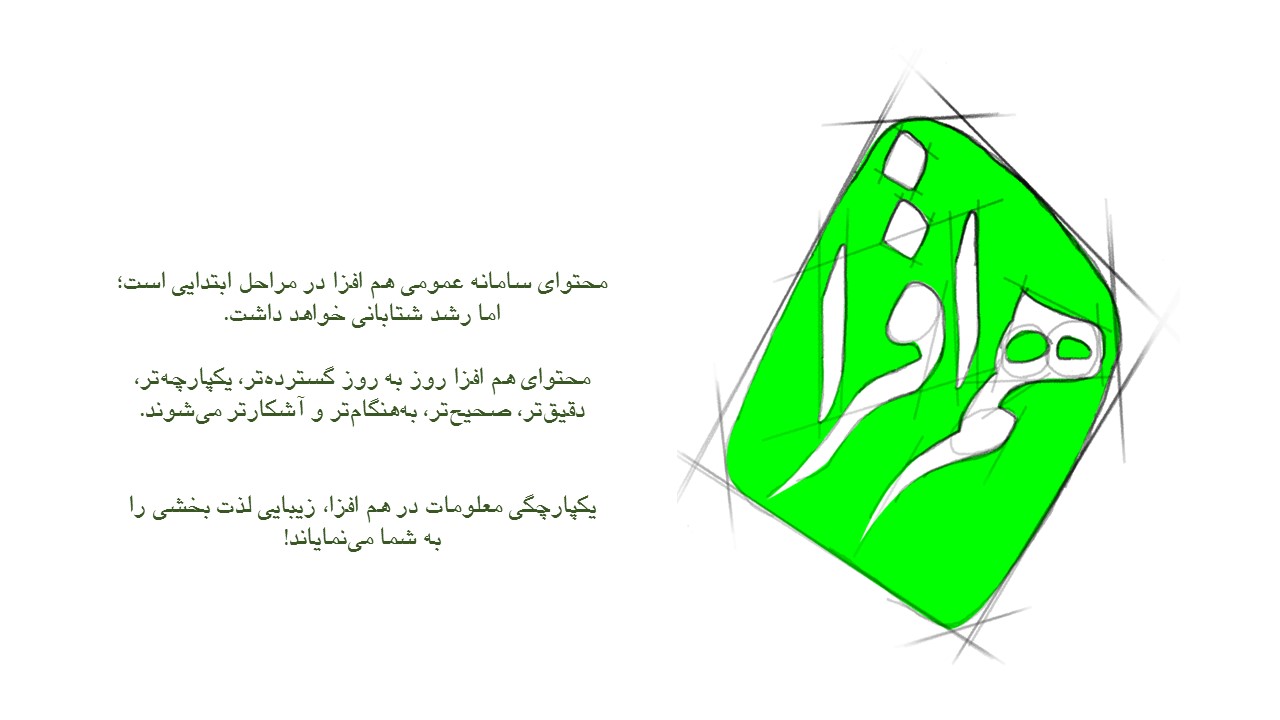 محتوای سامانه عمومی هم افزا در مراحل ابتدایی است؛
اما رشد شتابانی خواهد داشت.
محتوای هم افزا روز به روز گسترده‌تر، یکپارچه‌تر،
دقیق‌تر، صحیح‌تر، به‌هنگام‌تر و آشکارتر می‌شوند.
یکپارچگی معلومات در هم افزا، زیبایی لذت بخشی را
به شما می‌نمایاند!
هم افزا